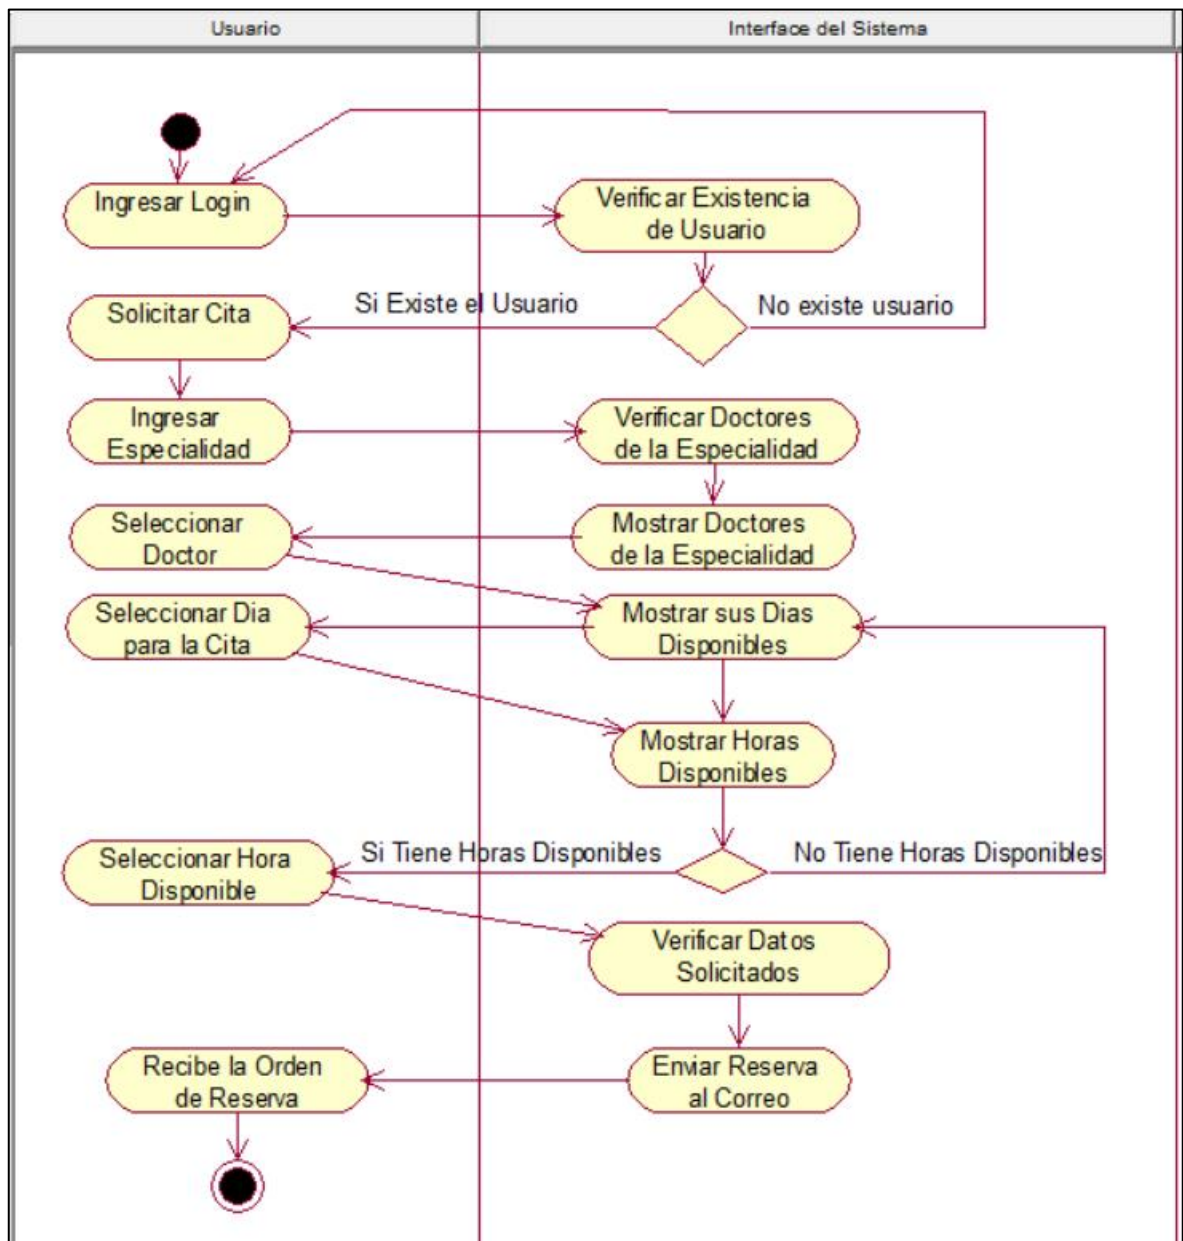 Usuario
Interface del Sistema
Ingresar Login
Verificar Existencia
de Usuario
Solicitar Cita
Si Existe el Usuario
No existe usuario
Ingresar
Especialidad
Verificar Doctores
de la Especialidad
Seleccionar
Doctor
Mostrar Doctores
de la Especialidad
Seleccionar Dia
para la Cita
Mostrar sus Dias
Disponibles
Mostrar Horas
Disponibles
Seleccionar Hora
Disponible
Si Tiene Horas Disponibles
No Tiene Horas Disponibles
Verificar Datos
Solicitados
Recibe la Orden
de Reserva
Enviar Reserva
al Correo